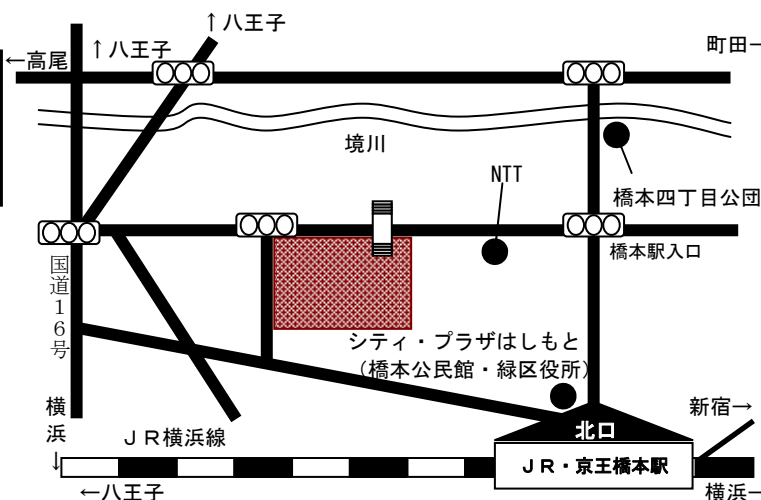 ↑八王子
↑八王子
←高尾
町田
境川
NTT
橋本四丁目公団
橋本駅入口
国道16号
シティ・プラザはしもと
（橋本公民館・緑区役所）
横浜↓
新宿→
JR横浜線
北口
JR・京王橋本駅
←八王子
横浜